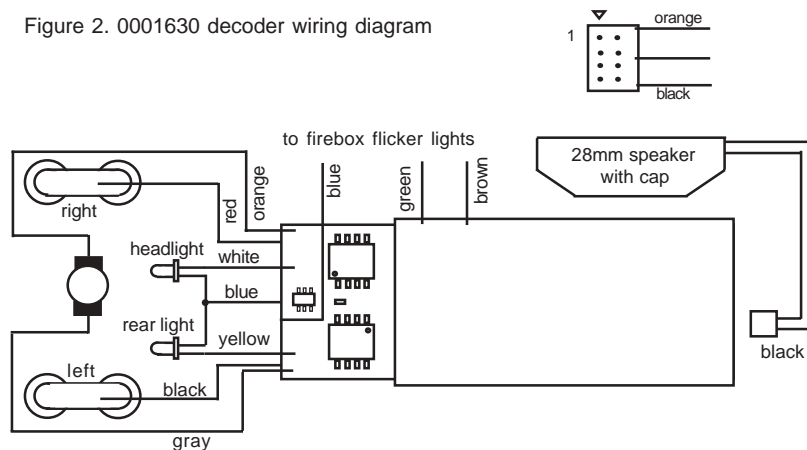 Figure 2. 0001630 decoder wiring diagram
orange
1
black
to firebox flicker lights
28mm speaker
with cap
right
red
orange
blue
green
brown
headlight
white
blue
rear light
yellow
left
black
gray
black